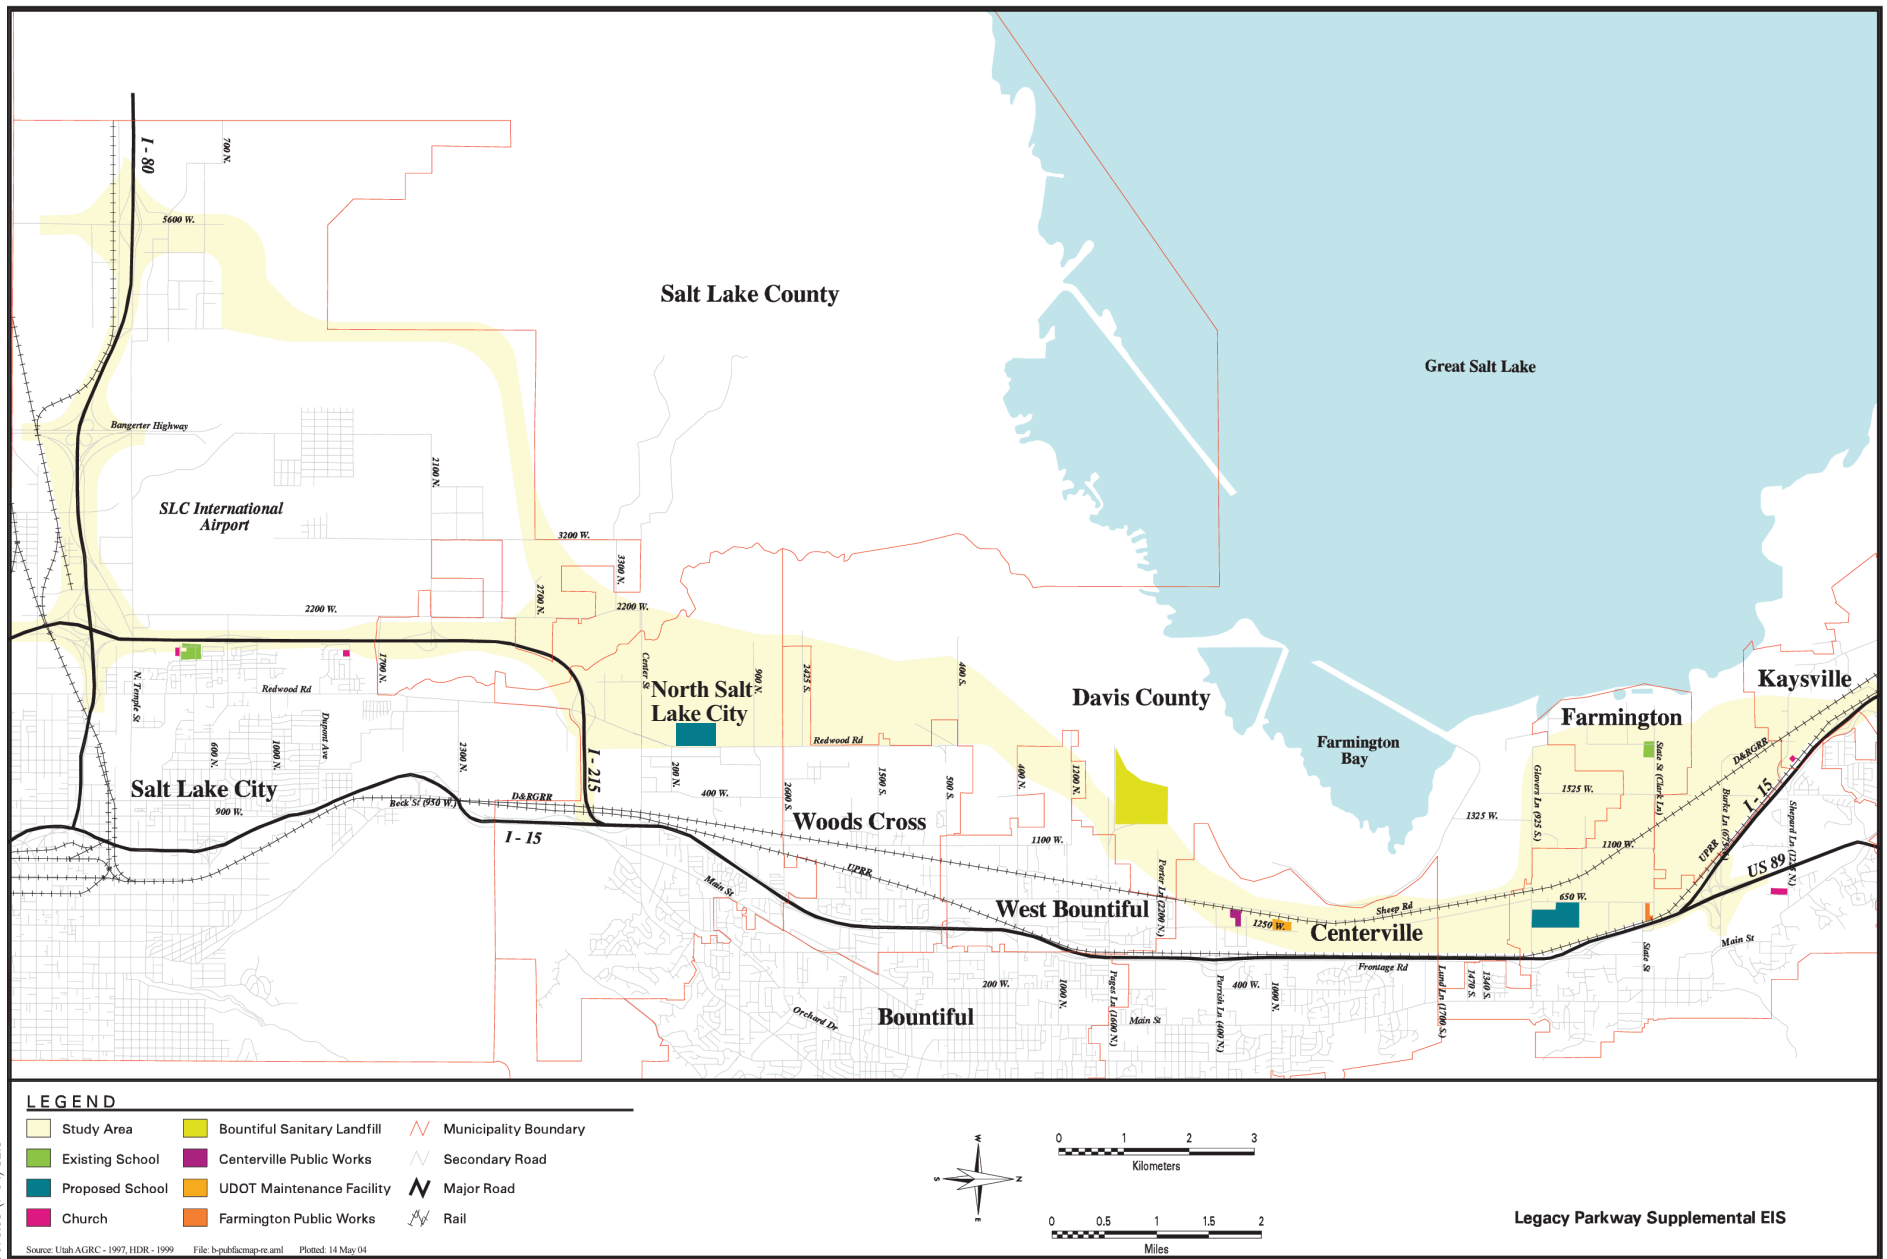 I - 80
700 N.
5600 W.
Salt Lake County
Great Salt Lake
Bangerter Highway
2100 N.
SLC International
Airport
3200 W.
3300 N.
2700 N.
2200 W.
2200 W.
1700 N.
Center St
900 N.
2425 S.
400 S.
N. Temple St
Redwood Rd
Dupont Ave
North Salt
Lake City
Davis County
Kaysville
Farmington
Redwood Rd
Farmington
Bay
600 N.
1000 N.
2300 N.
I - 215
200 N.
2600 S.
1500 S.
500 S.
400 N.
1200 N.
Glovers Ln (925 S.)
State St (Clark Ln)
D&RGRR
1525 W.
I - 15
Salt Lake City
900 W.
Beck St (950 W.)
D&RGRR
400 W.
Woods Cross
1325 W.
I - 15
1100 W.
1100 W.
UPRR
UPRR
US 89
Main St
Porter Ln (2200 N.)
West Bountiful
1250 W.
Sheep Rd
650 W.
Centerville
Main St
State St
Frontage Rd
200 W.
1000 N.
Pages Ln (1600 N.)
Parrish Ln (400 N.)
400 W.
1000 N.
Lund Ln (1700 S.)
1470 S.
1340 S.
Orchard Dr
Bountiful
Main St
LEGEND
Study Area
Existing School
Proposed School
Church
Bountiful Sanitary Landfill
Centerville Public Works
UDOT Maintenance Facility
Farmington Public Works
Municipality Boundary
Secondary Road
Major Road
Rail
Source: Utah AGRC - 1997, HDR - 1999 File: b-pubfacmap-re.aml Plotted: 14 May 04
W
S
N
E
0 1 2 3
Kilometers
0 0.5 1 1.5 2
Miles
Legacy Parkway Supplemental EIS